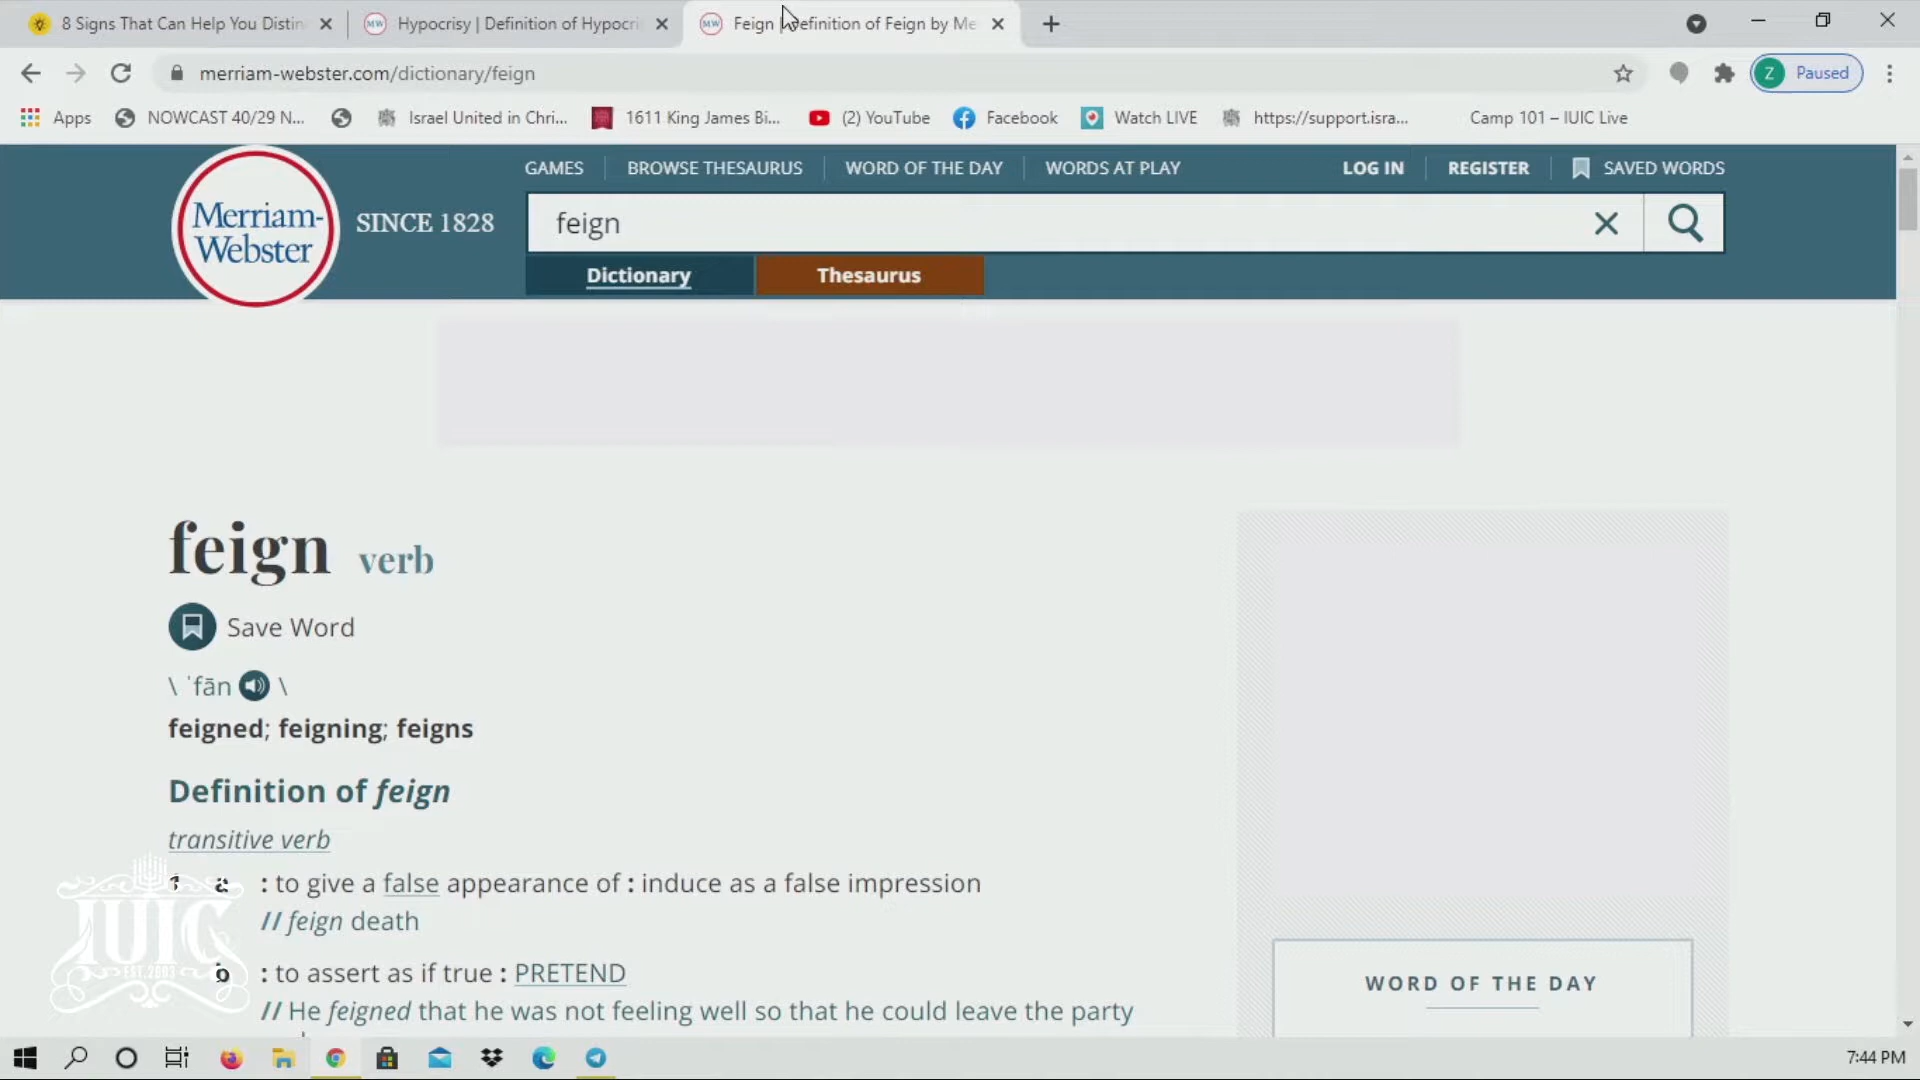 8 Signs That Can Help You Distin
Hypocrisy | Definition of Hypocri
Feign | Definition of Feign by Me
merriam-webster.com/dictionary/feign
Z Paused
Apps
NOWCAST 40/29 N...
Israel United in Chri...
1611 King James Bi...
(2) YouTube
Facebook
Watch LIVE
https://support.isra...
Camp 101 – IUIC Live
GAMES
BROWSE THESAURUS
WORD OF THE DAY
WORDS AT PLAY
LOG IN
REGISTER
SAVED WORDS
Merriam-
Webster
SINCE 1828
feign
Dictionary
Thesaurus
feign verb
Save Word
\ ˈfān \
feigned; feigning; feigns
Definition of feign
transitive verb
1 a : to give a false appearance of : induce as a false impression
// feign death
b : to assert as if true : PRETEND
// He feigned that he was not feeling well so that he could leave the party
WORD OF THE DAY
IUIC
EST. 2003
7:44 PM